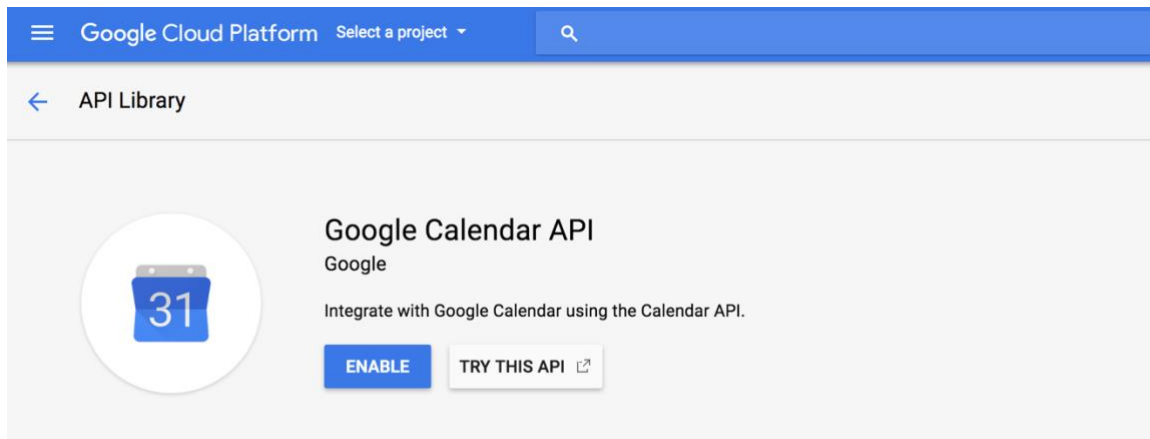 Google Cloud Platform Select a project
API Library
31
Google Calendar API
Google
Integrate with Google Calendar using the Calendar API.
ENABLE TRY THIS API